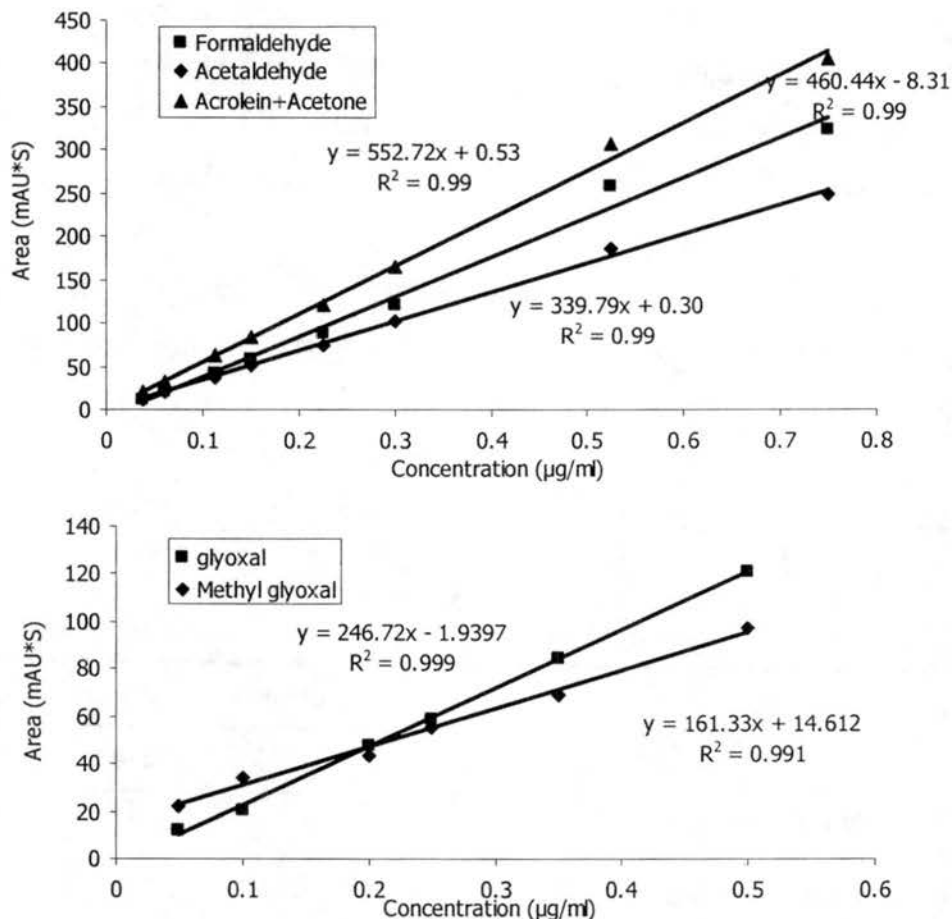 450
400
350
300
250
200
150
100
50
0
Area (mAU*S)
Formaldehyde
Acetaldehyde
Acrolein+Acetone
y = 460.44x - 8.31
R² = 0.99
y = 552.72x + 0.53
R² = 0.99
y = 339.79x + 0.30
R² = 0.99
0 0.1 0.2 0.3 0.4 0.5 0.6 0.7 0.8
Concentration (µg/ml)
140
120
100
80
60
40
20
0
Area (mAU*S)
glyoxal
Methyl glyoxal
y = 246.72x - 1.9397
R² = 0.999
y = 161.33x + 14.612
R² = 0.991
0 0.1 0.2 0.3 0.4 0.5 0.6
Concentration (µg/ml)